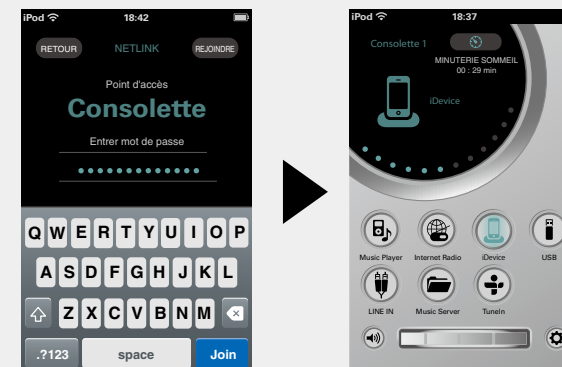 iPod 18:42
RETOUR NETLINK REJOINDRE
Point d'accès
Consolette
Entrer mot de passe
Q W E R T Y U I O P
A S D F G H J K L
Z X C V B N M
.?123 space Join
iPod 18:37
Consolette 1
MINUTERIE SOMMEIL
00 : 29 min
iDevice
Music Player Internet Radio iDevice USB
LINE IN Music Server TuneIn